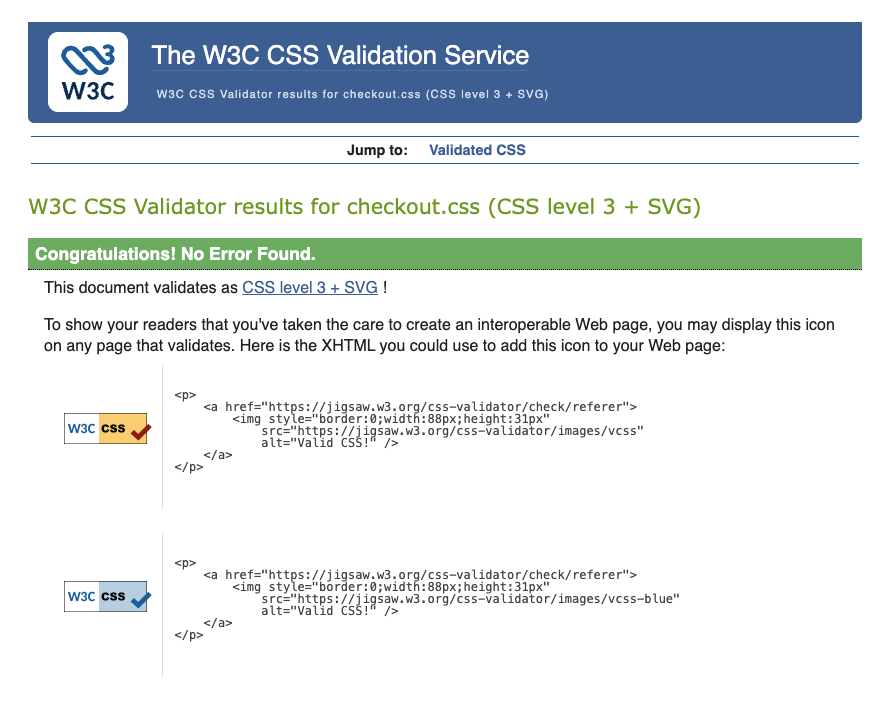 W3C
The W3C CSS Validation Service
W3C CSS Validator results for checkout.css (CSS level 3 + SVG)
Jump to: Validated CSS
W3C CSS Validator results for checkout.css (CSS level 3 + SVG)
Congratulations! No Error Found.
This document validates as CSS level 3 + SVG !
To show your readers that you've taken the care to create an interoperable Web page, you may display this icon
on any page that validates. Here is the XHTML you could use to add this icon to your Web page:
W3C css
<p>
    <a href="https://jigsaw.w3.org/css-validator/check/referer">
        <img style="border:0;width:88px;height:31px"
            src="https://jigsaw.w3.org/css-validator/images/vcss"
            alt="Valid CSS!" />
    </a>
</p>
W3C css
<p>
    <a href="https://jigsaw.w3.org/css-validator/check/referer">
        <img style="border:0;width:88px;height:31px"
            src="https://jigsaw.w3.org/css-validator/images/vcss-blue"
            alt="Valid CSS!" />
    </a>
</p>